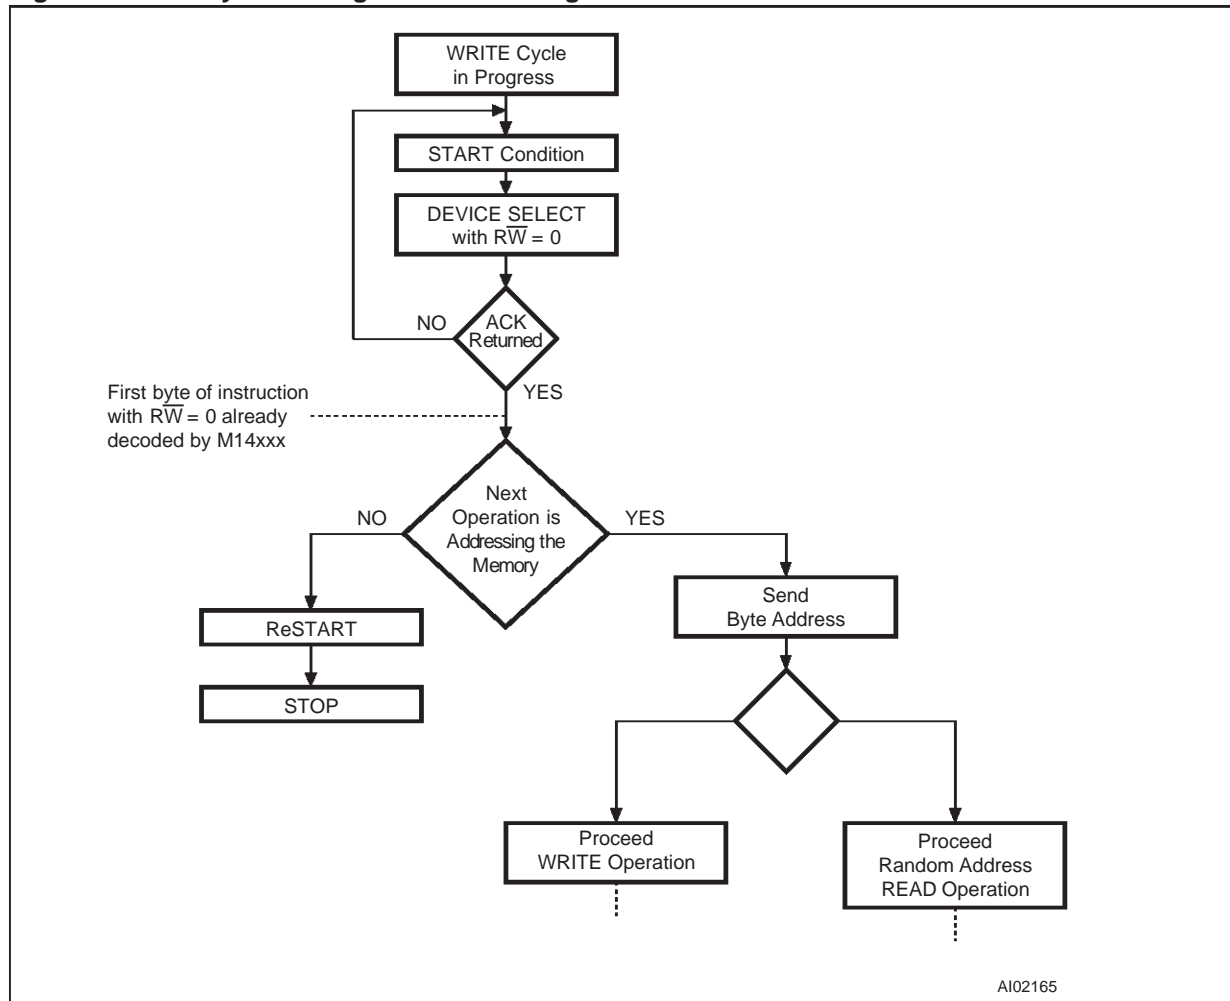 WRITE Cycle
in Progress
START Condition
DEVICE SELECT
with RW̅ = 0
NO
ACK
Returned
YES
First byte of instruction
with RW̅ = 0 already
decoded by M14xxx
NO
Next
Operation is
Addressing the
Memory
YES
Send
Byte Address
ReSTART
STOP
Proceed
WRITE Operation
Proceed
Random Address
READ Operation
AI02165